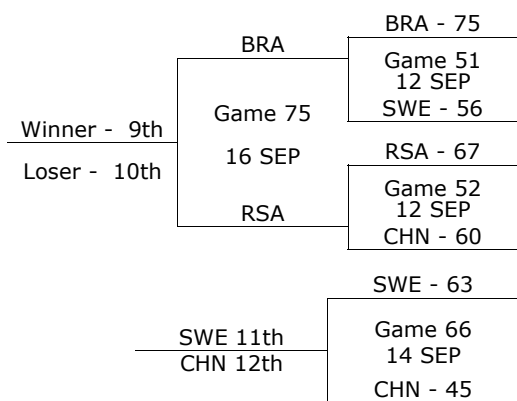 BRA - 75
BRA
Game 51
12 SEP
SWE - 56
Game 75
16 SEP
Winner - 9th
Loser - 10th
RSA - 67
Game 52
12 SEP
RSA
CHN - 60
SWE - 63
SWE 11th
CHN 12th
Game 66
14 SEP
CHN - 45